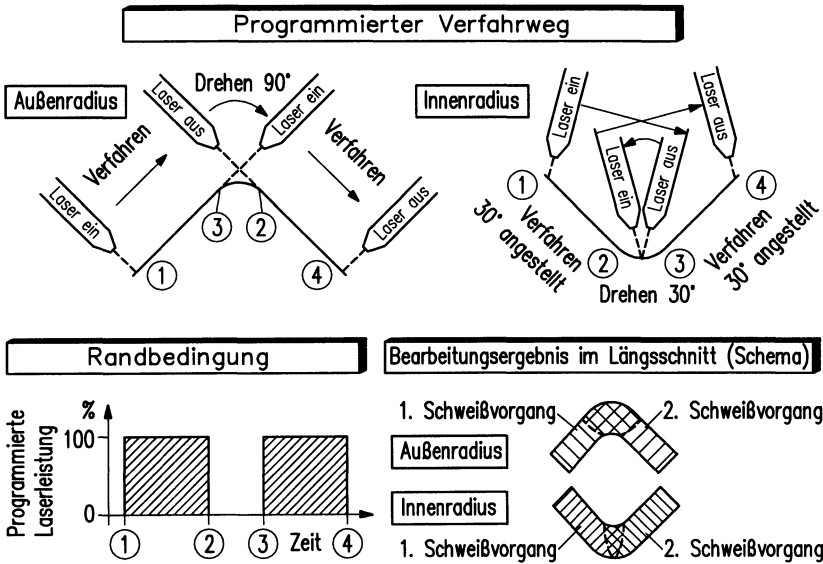 Programmierter Verfahrweg
Außenradius
Laser ein
Verfahren
Laser aus
Drehen 90°
Laser ein
Verfahren
Laser aus
1
3
2
4
Innenradius
Laser ein
Laser aus
Laser ein
Laser aus
1
4
Verfahren
30° angestellt
2
3
Drehen 30°
Verfahren
30° angestellt
Randbedingung
Programmierte
Laserleistung
%
100
0
1
2
3
Zeit
4
Bearbeitungsergebnis im Längsschnitt (Schema)
1. Schweißvorgang
2. Schweißvorgang
Außenradius
Innenradius
1. Schweißvorgang
2. Schweißvorgang